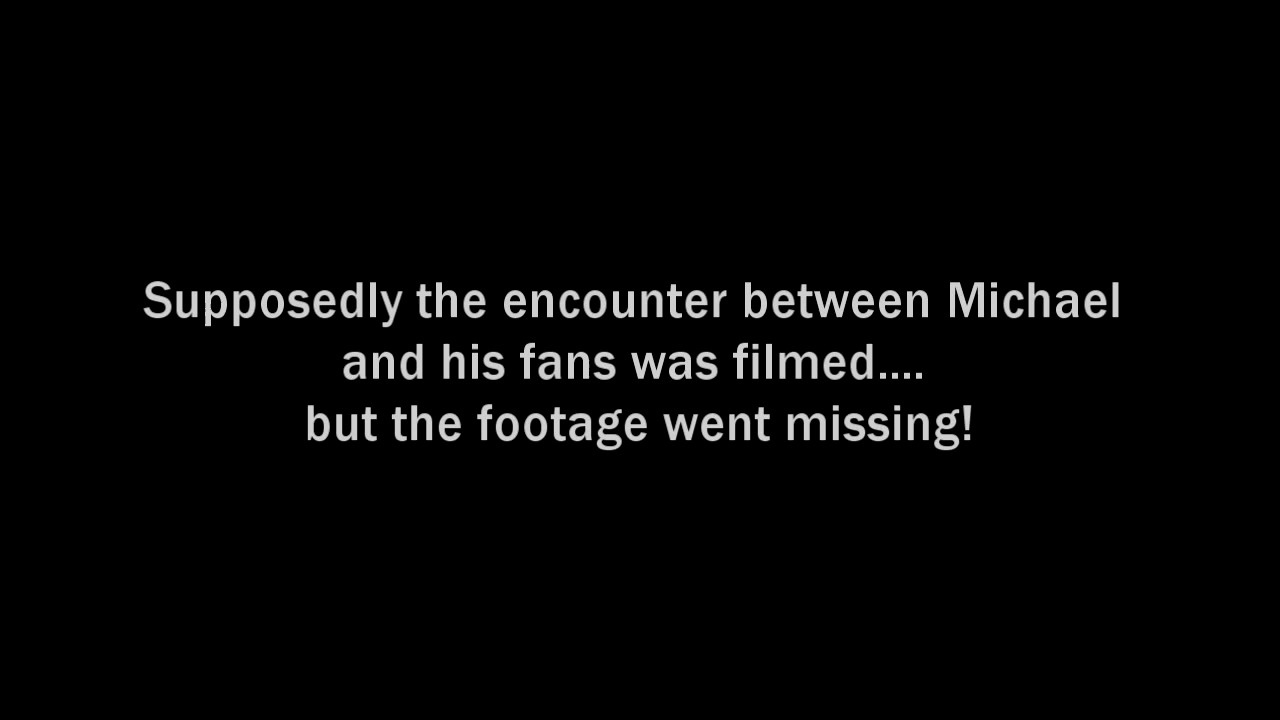 Supposedly the encounter between Michael
and his fans was filmed....
but the footage went missing!